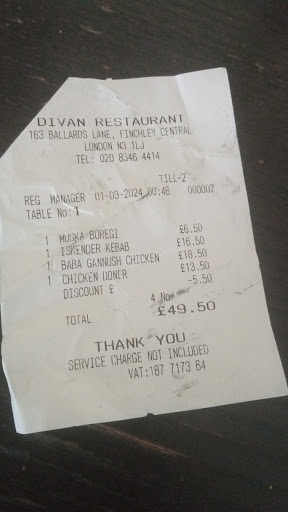 DIVAN RESTAURANT
163 BALLARDS LANE, FINCHLEY CENTRAL
LONDON N3 1LJ
TEL: 020 8346 4414
TILL-2
REG MANAGER 01-03-2024 00:46 000002
TABLE No: 1
1 MUSKA BOREGI £6.50
1 ISKENDER KEBAB £16.50
1 BABA GANNUSH CHICKEN £18.50
1 CHICKEN DONER £13.50
DISCOUNT £ -5.50
4
TOTAL £49.50
THANK YOU
SERVICE CHARGE NOT INCLUDED
VAT:187 7173 64